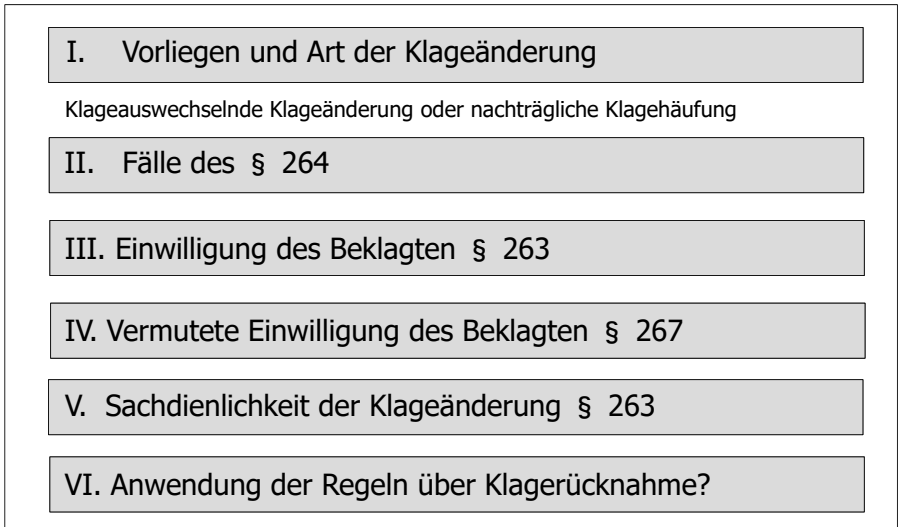 I. Vorliegen und Art der Klageänderung
Klageauswechselnde Klageänderung oder nachträgliche Klagehäufung
II. Fälle des § 264
III. Einwilligung des Beklagten § 263
IV. Vermutete Einwilligung des Beklagten § 267
V. Sachdienlichkeit der Klageänderung § 263
VI. Anwendung der Regeln über Klagerücknahme?